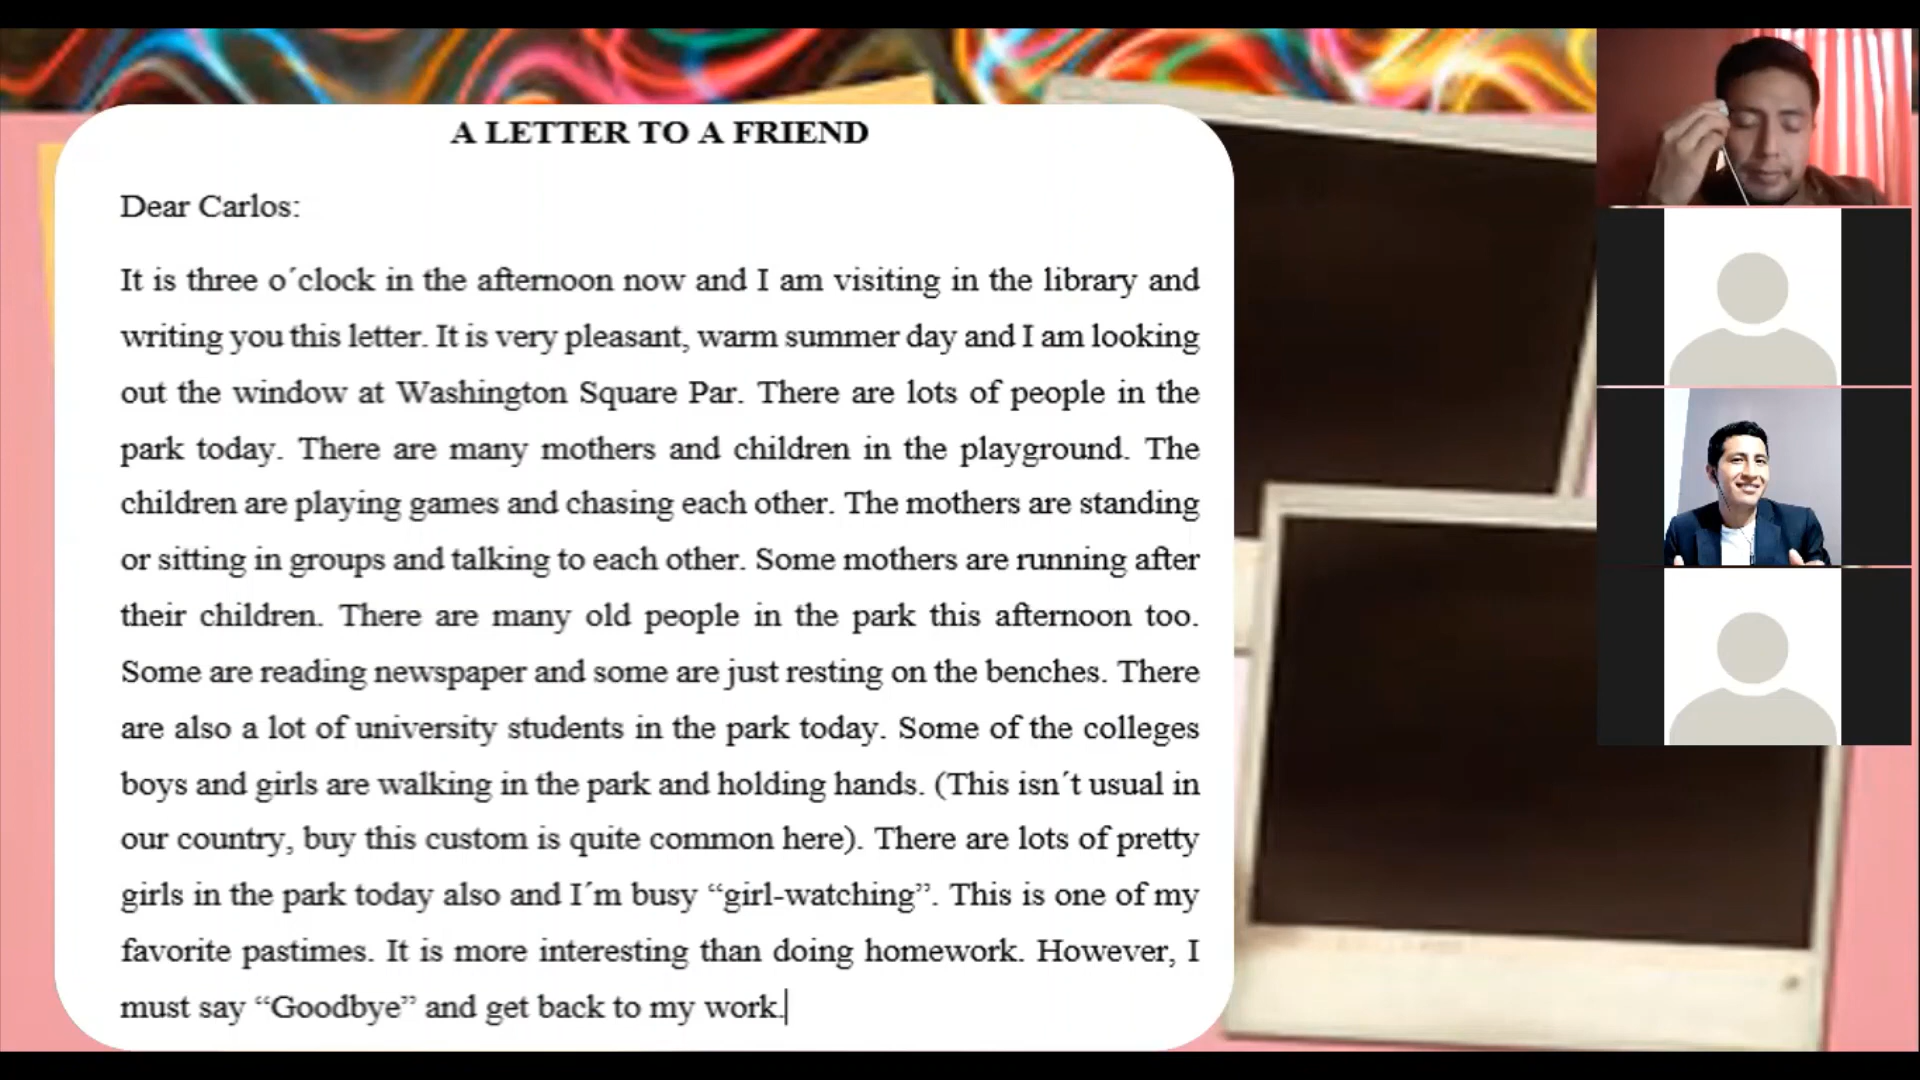 A LETTER TO A FRIEND
Dear Carlos:
It is three o´clock in the afternoon now and I am visiting in the library and
writing you this letter. It is very pleasant, warm summer day and I am looking
out the window at Washington Square Par. There are lots of people in the
park today. There are many mothers and children in the playground. The
children are playing games and chasing each other. The mothers are standing
or sitting in groups and talking to each other. Some mothers are running after
their children. There are many old people in the park this afternoon too.
Some are reading newspaper and some are just resting on the benches. There
are also a lot of university students in the park today. Some of the colleges
boys and girls are walking in the park and holding hands. (This isn´t usual in
our country, buy this custom is quite common here). There are lots of pretty
girls in the park today also and I´m busy “girl-watching”. This is one of my
favorite pastimes. It is more interesting than doing homework. However, I
must say “Goodbye” and get back to my work.